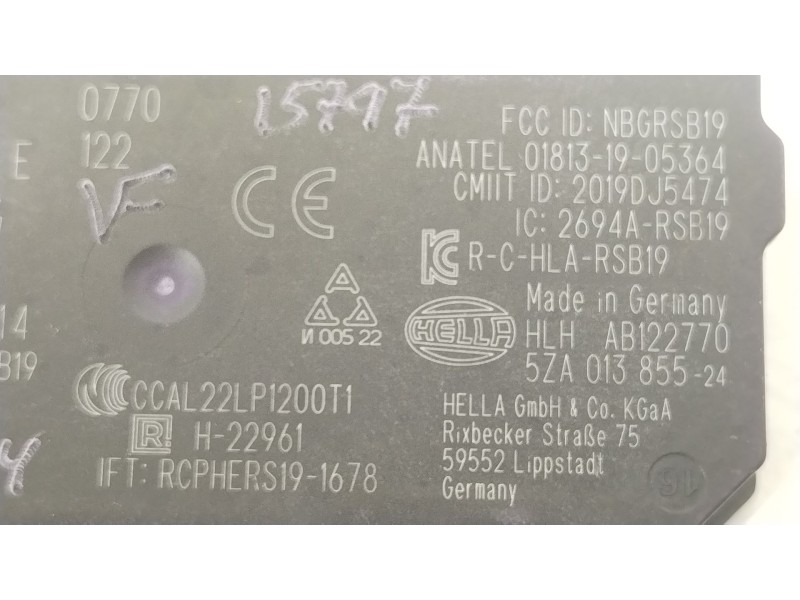 0770
15797
E
122
VF
CE
FCC ID: NBGRSB19
ANATEL 01813-19-05364
CMIIT ID: 2019DJ5474
IC: 2694A-RSB19
R-C-HLA-RSB19
И 005 22
HELLA
Made in Germany
HLH AB122770
5ZA 013 855-24
14
B19
CCAL22LP1200T1
R! H-22961
IFT: RCPHERS19-1678
HELLA GmbH & Co. KGaA
Rixbecker Straße 75
59552 Lippstadt
Germany